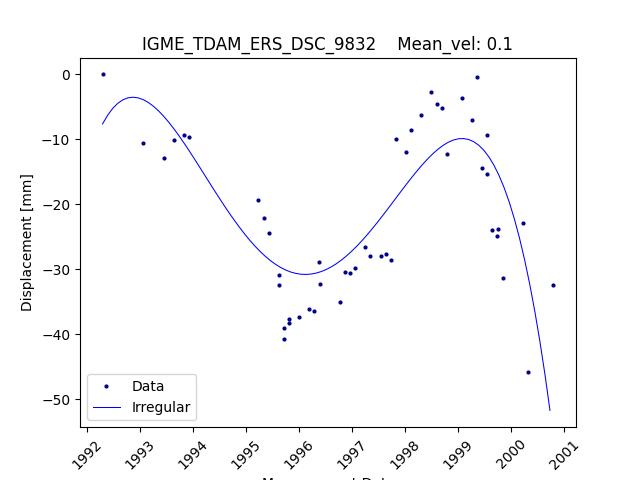 IGME_TDAM_ERS_DSC_9832    Mean_vel: 0.1
Displacement [mm]
0
−10
−20
−30
−40
−50
Data
Irregular
1992 1993 1994 1995 1996 1997 1998 1999 2000 2001